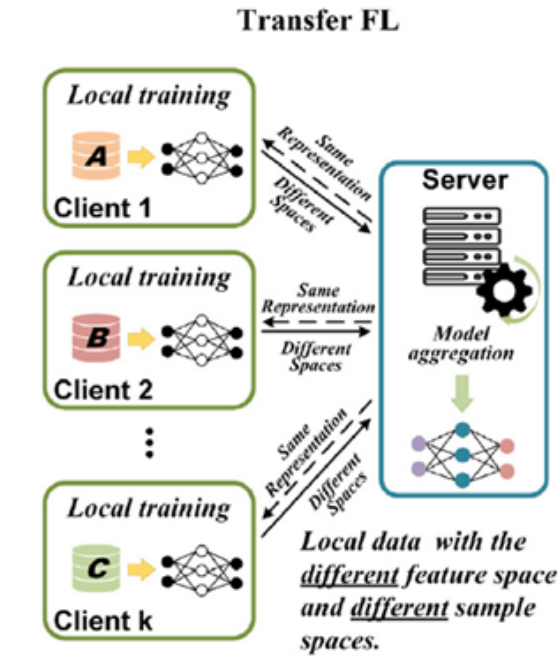 Transfer FL
Local training
A
Client 1
Same
Representation
Different
Spaces
Server
Local training
B
Client 2
Same
Representation
Different
Spaces
Model
aggregation
Local training
C
Client k
Same
Representation
Different
Spaces
Local data with the
different feature space
and different sample
spaces.